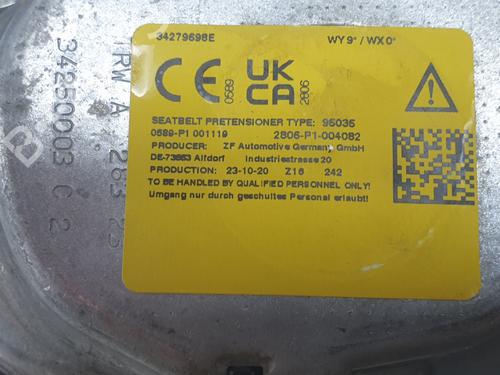 34279698E WY 9° / WX 0°
CE 0589 UK CA 2806
SEATBELT PRETENSIONER TYPE: 95035
0589-P1 001119 2806-P1-004082
PRODUCER: ZF Automotive Germany GmbH
DE-73553 Alfdorf Industriestrasse 20
PRODUCTION: 23-10-20 Z16 242
TO BE HANDLED BY QUALIFIED PERSONNEL ONLY!
Umgang nur durch geschultes Personal erlaubt!
TRW A
34250003 C 2